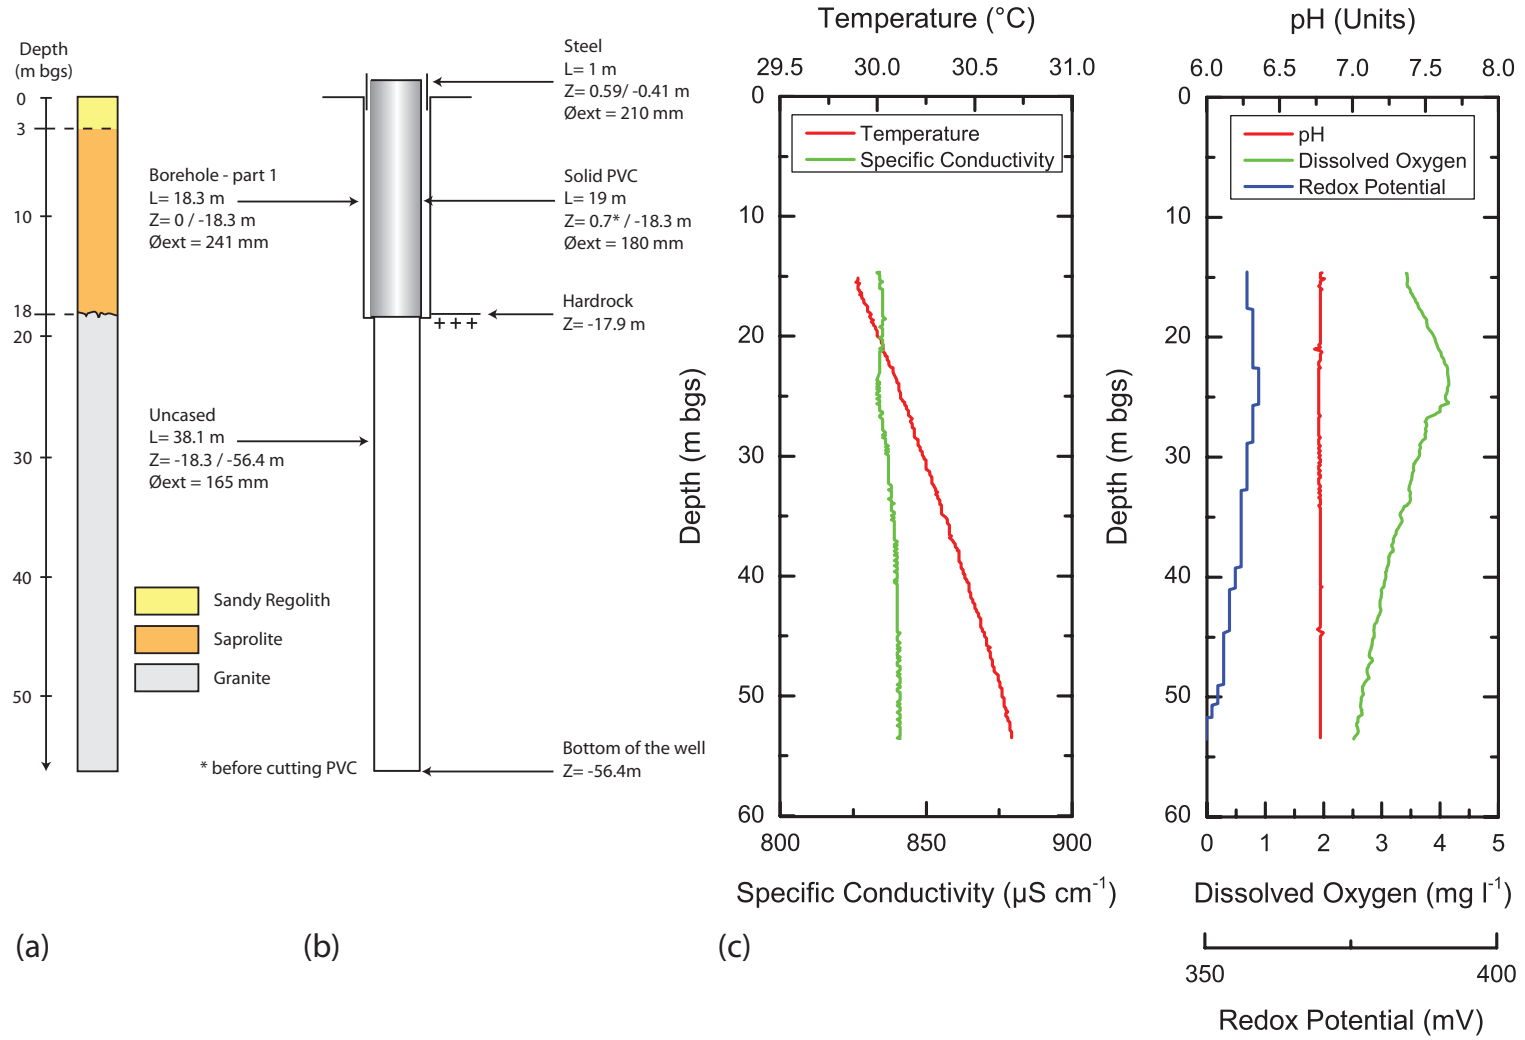 Depth
(m bgs)
0
3
10
18
20
30
40
50
Sandy Regolith
Saprolite
Granite
(a)
Borehole - part 1
L= 18.3 m
Z= 0 / -18.3 m
Øext = 241 mm
Uncased
L= 38.1 m
Z= -18.3 / -56.4 m
Øext = 165 mm
* before cutting PVC
Steel
L= 1 m
Z= 0.59/ -0.41 m
Øext = 210 mm
Solid PVC
L= 19 m
Z= 0.7* / -18.3 m
Øext = 180 mm
Hardrock
Z= -17.9 m
+ + +
Bottom of the well
Z= -56.4m
(b)
Temperature (°C)
29.5 30.0 30.5 31.0
Temperature
Specific Conductivity
Depth (m bgs)
0
10
20
30
40
50
60
800 850 900
Specific Conductivity (µS cm⁻¹)
(c)
pH (Units)
6.0 6.5 7.0 7.5 8.0
pH
Dissolved Oxygen
Redox Potential
Depth (m bgs)
0
10
20
30
40
50
60
0 1 2 3 4 5
Dissolved Oxygen (mg l⁻¹)
350 400
Redox Potential (mV)